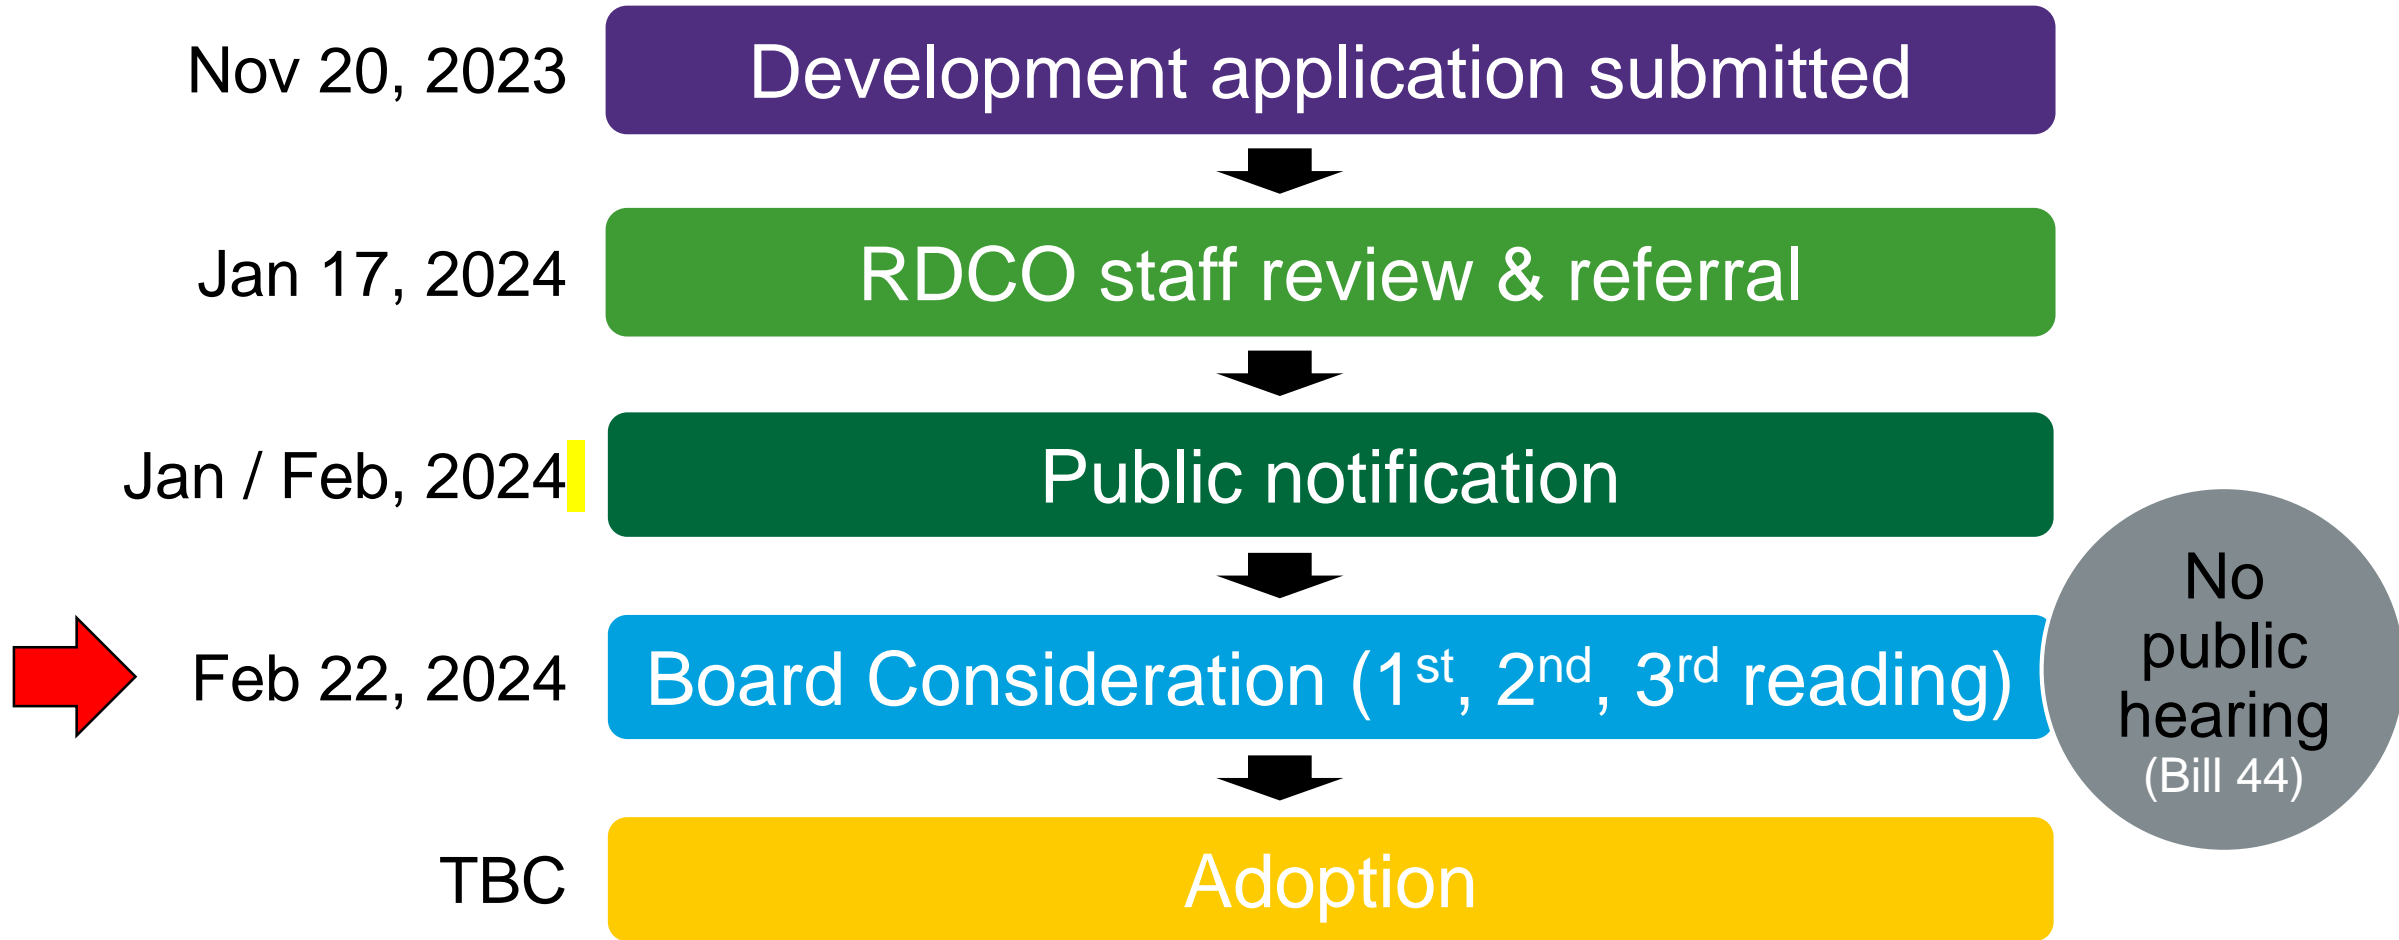 Nov 20, 2023 Development application submitted
Jan 17, 2024 RDCO staff review & referral
Jan / Feb, 2024 Public notification
Feb 22, 2024 Board Consideration (1st, 2nd, 3rd reading)
No
public
hearing
(Bill 44)
TBC Adoption